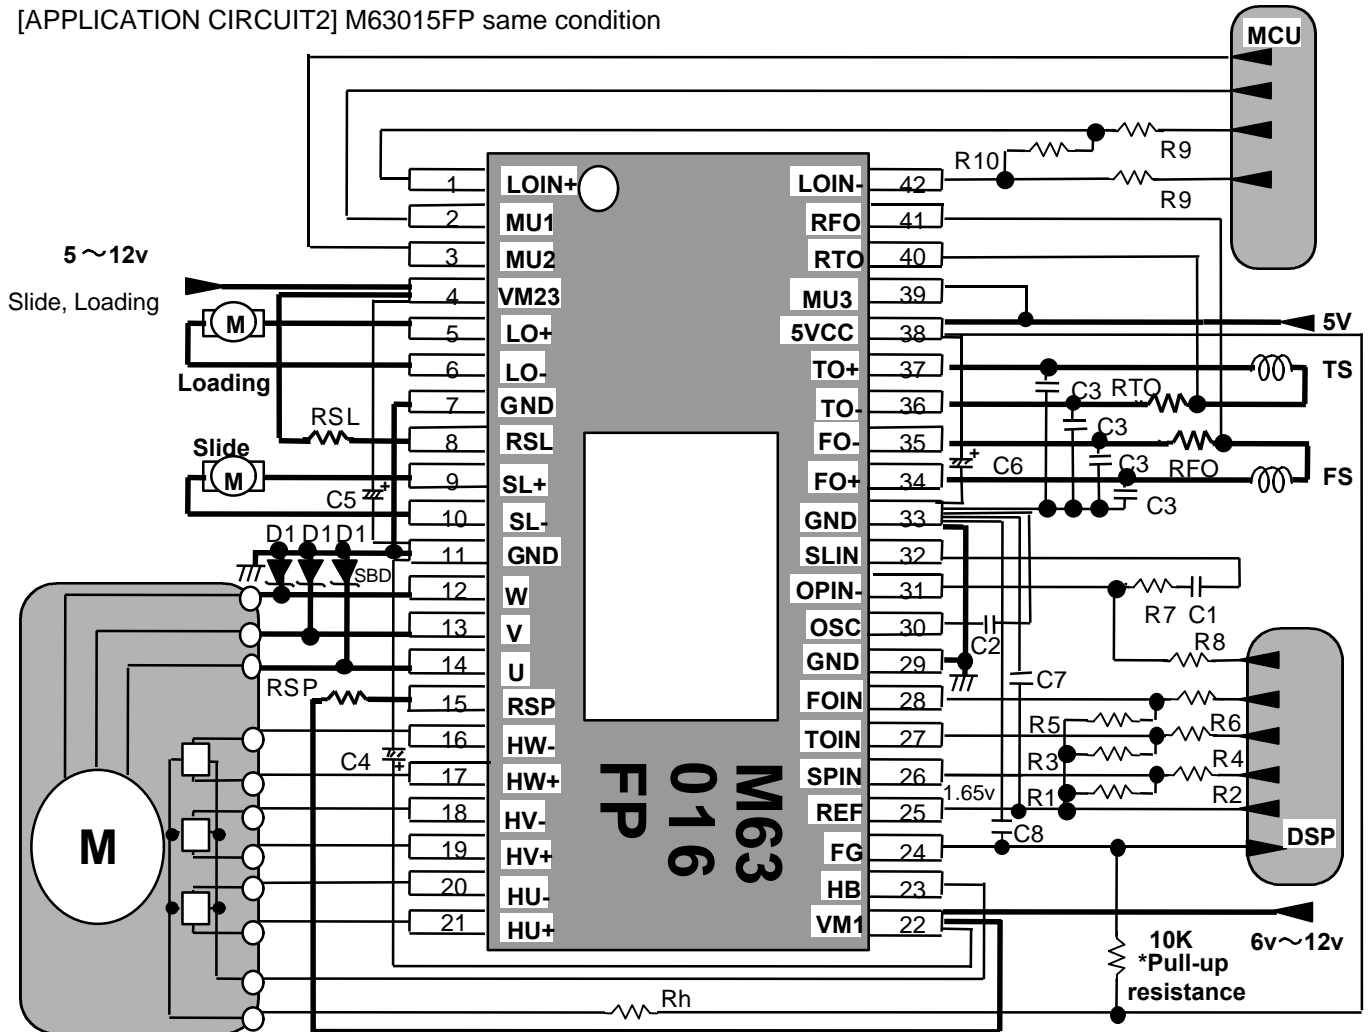 [APPLICATION CIRCUIT2] M63015FP same condition
MCU
R9
R10
R9
1 LOIN+
2 MU1
3 MU2
4 VM23
5 LO+
6 LO-
7 GND
8 RSL
9 SL+
10 SL-
11 GND
12 W
13 V
14 U
15 RSP
16 HW-
17 HW+
18 HV-
19 HV+
20 HU-
21 HU+
LOIN- 42
RFO 41
RTO 40
MU3 39
5VCC 38
TO+ 37
TO- 36
FO- 35
FO+ 34
GND 33
SLIN 32
OPIN- 31
OSC 30
GND 29
FOIN 28
TOIN 27
SPIN 26
REF 25
FG 24
HB 23
VM1 22
M63
016
FP
5～12v
Slide, Loading
M
Loading
RSL
Slide
M
C5 +
D1 D1 D1
SBD
RSP
C4 +
M
Rh
5V
TS
C3 RTO
C3
C3
RFO
C3
FS
+ C6
R7 C1
C2
R8
C7
R5 R6
R3 R4
R1 R2
1.65v
C8
DSP
6v～12v
10K
*Pull-up
resistance